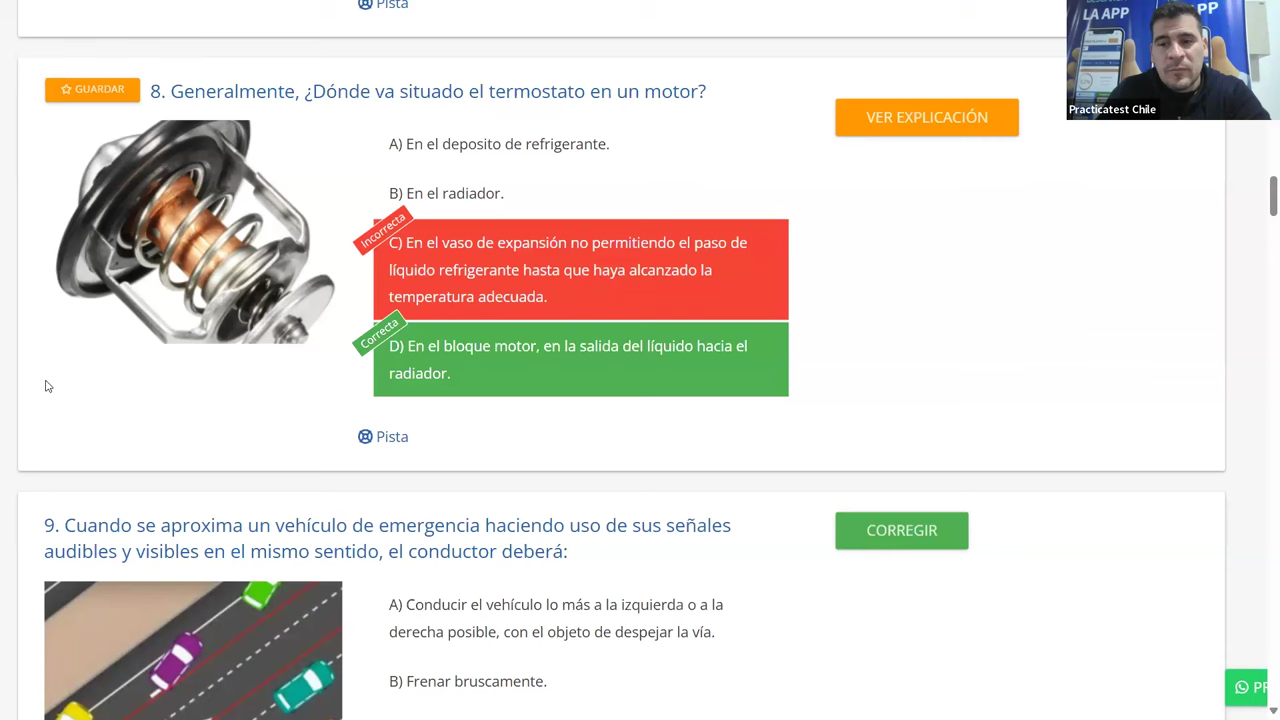 Pista
LA APP
PP
Practicatest Chile
GUARDAR
8. Generalmente, ¿Dónde va situado el termostato en un motor?
VER EXPLICACIÓN
A) En el deposito de refrigerante.
B) En el radiador.
Incorrecta
C) En el vaso de expansión no permitiendo el paso de
líquido refrigerante hasta que haya alcanzado la
temperatura adecuada.
Correcta
D) En el bloque motor, en la salida del líquido hacia el
radiador.
Pista
9. Cuando se aproxima un vehículo de emergencia haciendo uso de sus señales
audibles y visibles en el mismo sentido, el conductor deberá:
CORREGIR
A) Conducir el vehículo lo más a la izquierda o a la
derecha posible, con el objeto de despejar la vía.
B) Frenar bruscamente.
PR